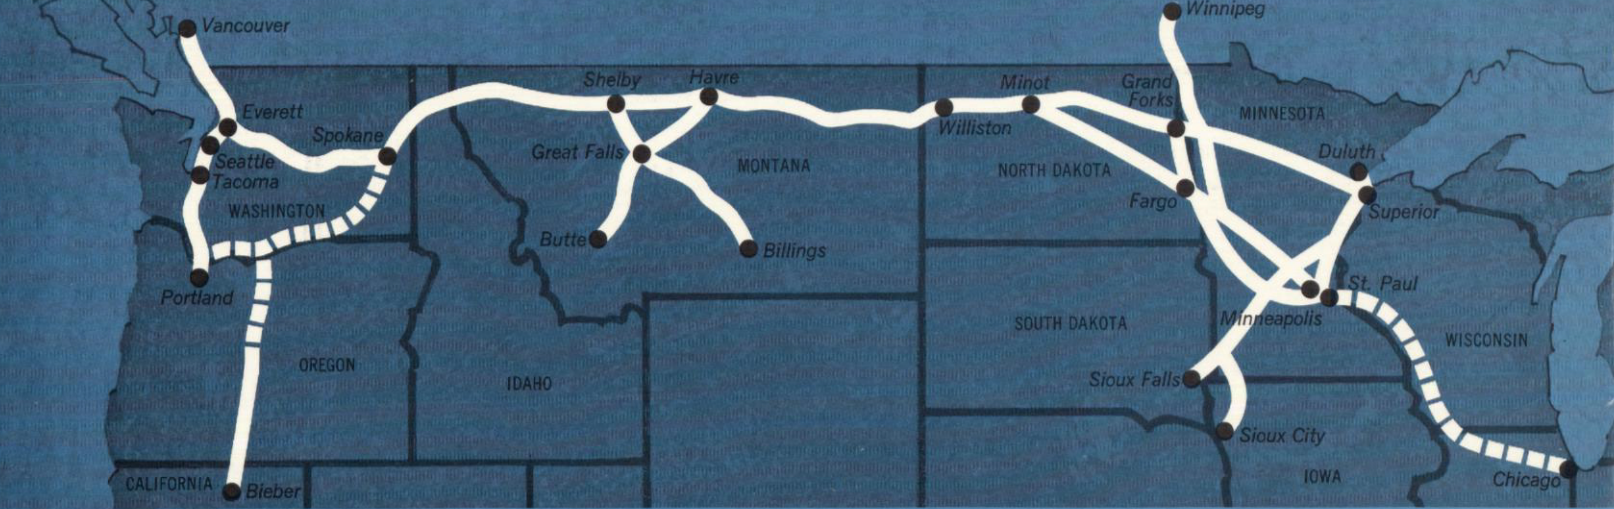 Vancouver
Winnipeg
Everett
Seattle
Tacoma
Spokane
WASHINGTON
Portland
OREGON
CALIFORNIA
Bieber
IDAHO
Shelby
Havre
Great Falls
MONTANA
Butte
Billings
Williston
Minot
NORTH DAKOTA
Grand
Forks
Fargo
MINNESOTA
Duluth
Superior
St. Paul
Minneapolis
SOUTH DAKOTA
Sioux Falls
Sioux City
IOWA
WISCONSIN
Chicago